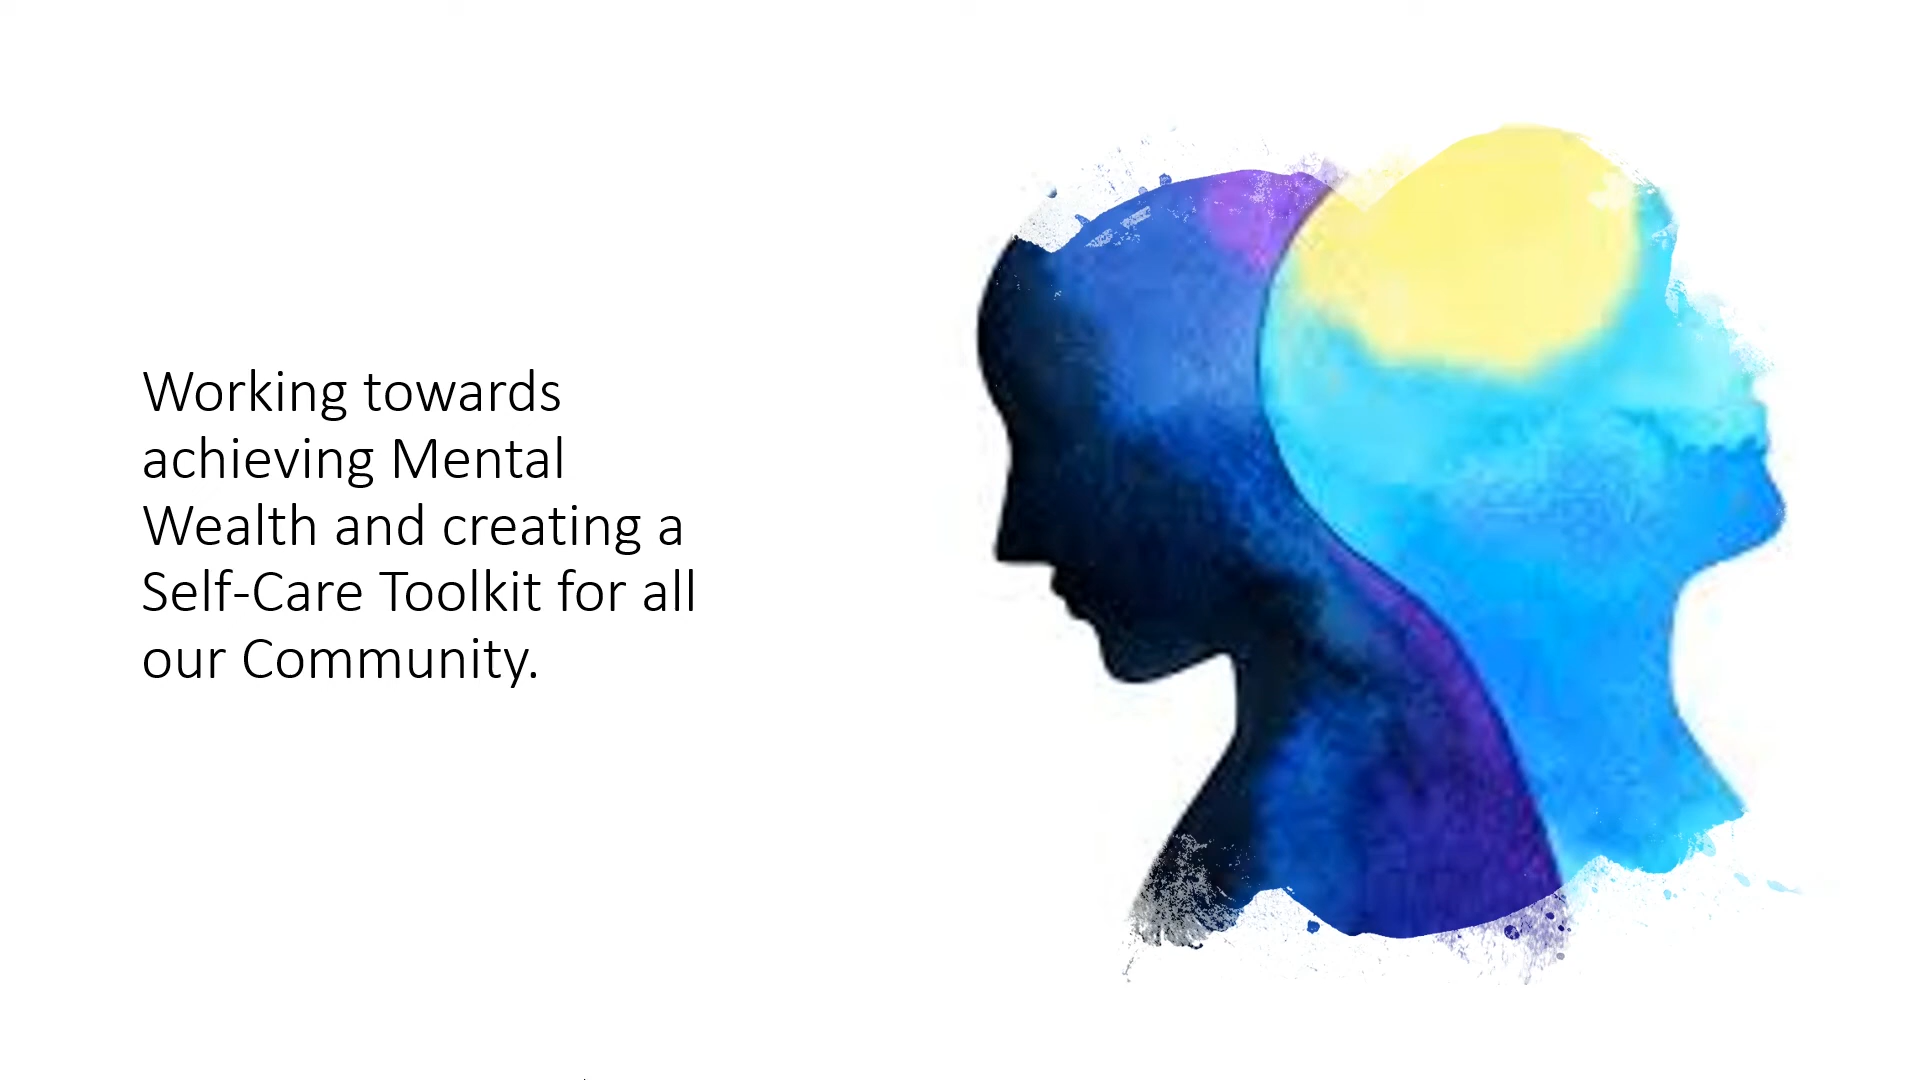 Working towards
achieving Mental
Wealth and creating a
Self-Care Toolkit for all
our Community.